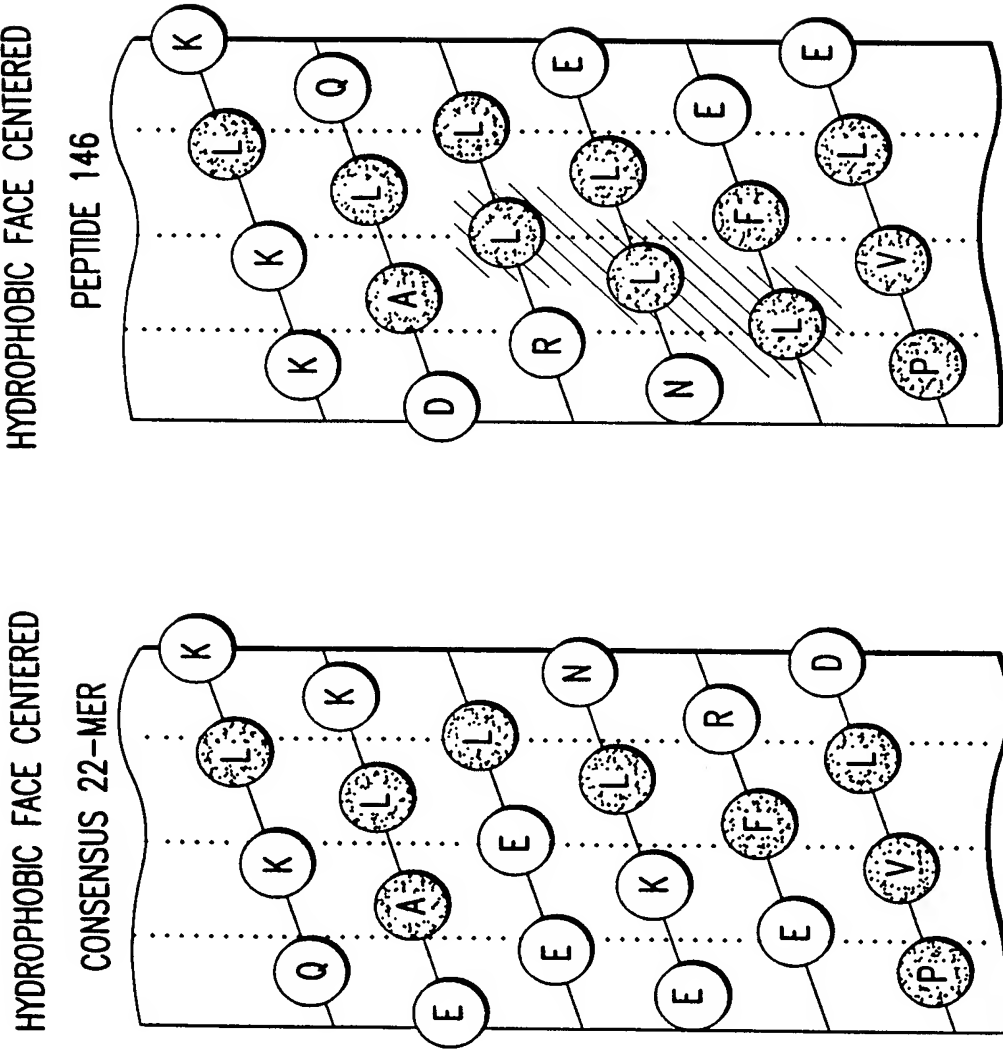 HYDROPHOBIC FACE CENTERED
CONSENSUS 22-MER
P V L D
E F R
E K L N
E E L
E A L K
Q K L K
HYDROPHOBIC FACE CENTERED
PEPTIDE 146
P V L E
L F E
N L L E
R L L
D A L Q
K K L K